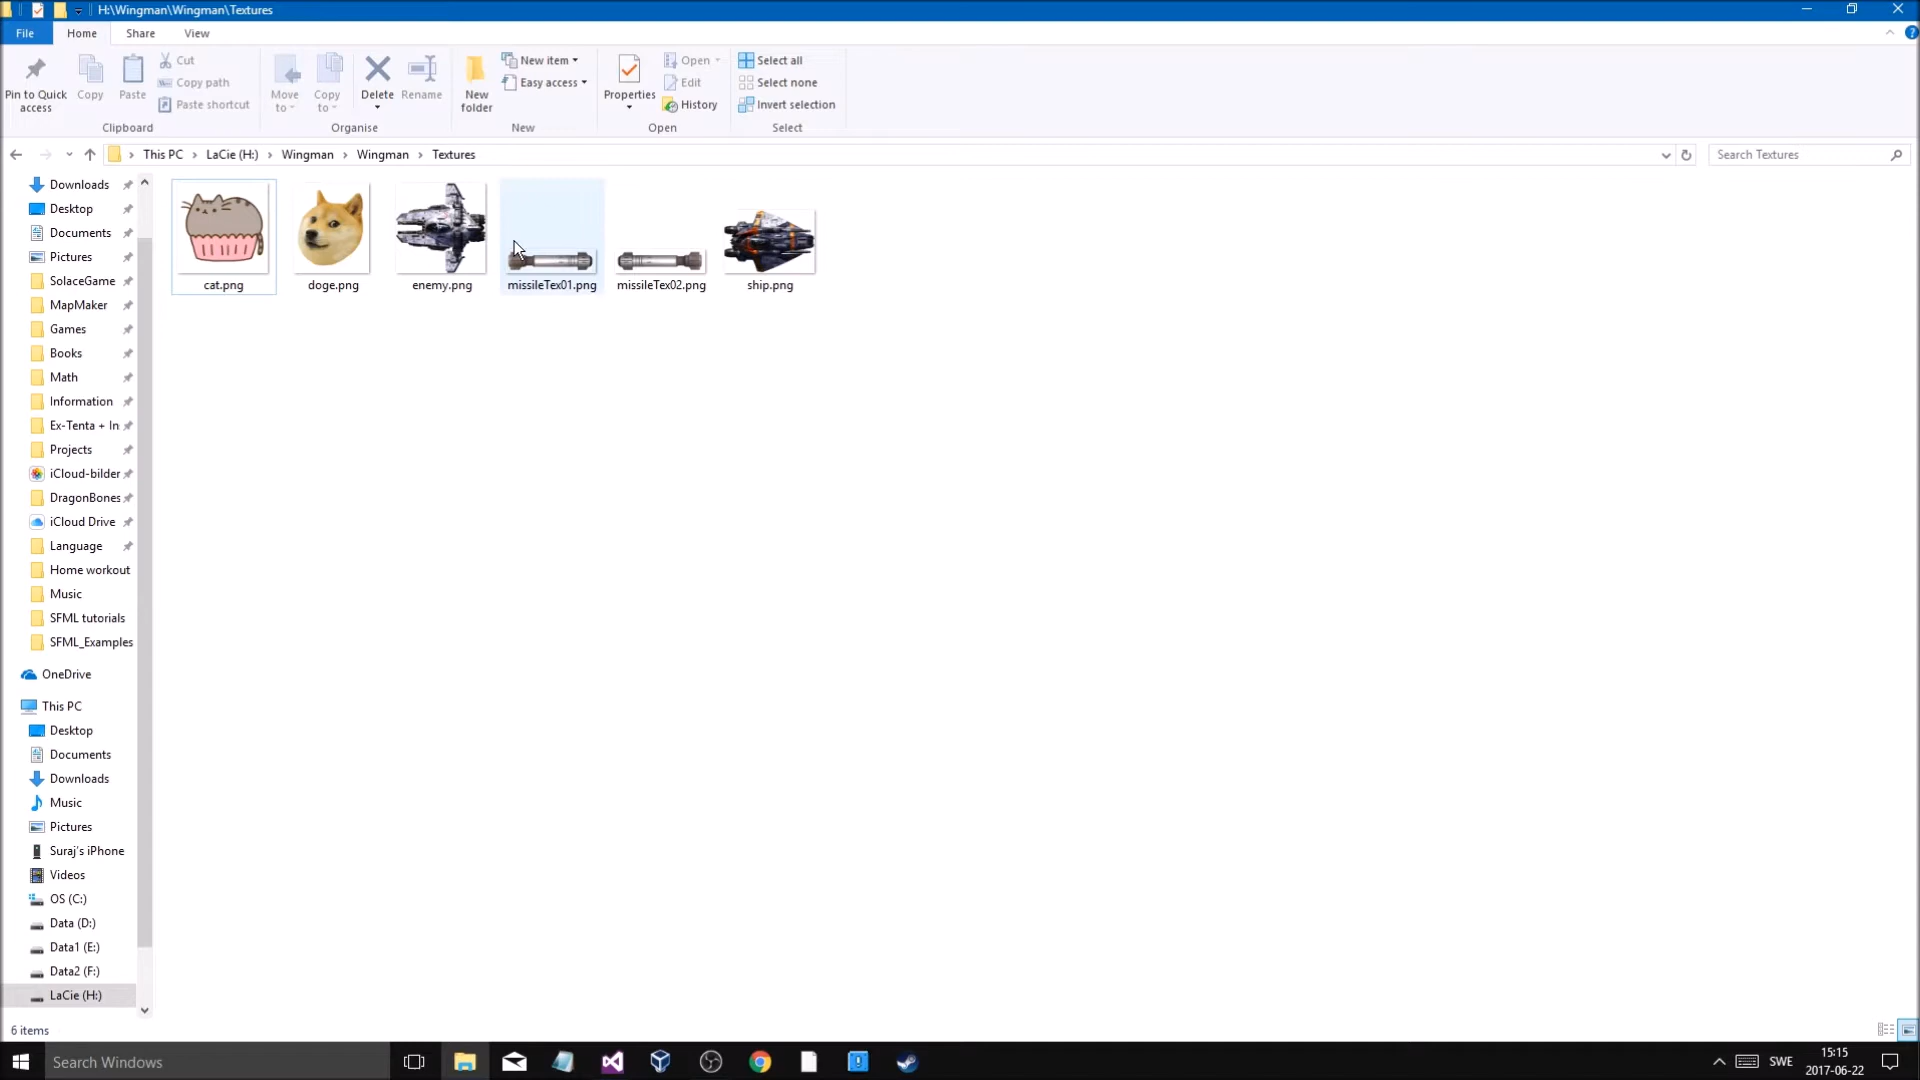 H:\Wingman\Wingman\Textures
File Home Share View
Pin to Quick access
Copy
Paste
Cut
Copy path
Paste shortcut
Clipboard
Move to
Copy to
Delete
Rename
Organise
New folder
New item
Easy access
New
Properties
Open
Edit
History
Open
Select all
Select none
Invert selection
Select
This PC > LaCie (H:) > Wingman > Wingman > Textures
Search Textures
Downloads
Desktop
Documents
Pictures
SolaceGame
MapMaker
Games
Books
Math
Information
Ex-Tenta + In
Projects
iCloud-bilder
DragonBones
iCloud Drive
Language
Home workout
Music
SFML tutorials
SFML_Examples
OneDrive
This PC
Desktop
Documents
Downloads
Music
Pictures
Suraj's iPhone
Videos
OS (C:)
Data (D:)
Data1 (E:)
Data2 (F:)
LaCie (H:)
cat.png
doge.png
enemy.png
missileTex01.png
missileTex02.png
ship.png
6 items
Search Windows
SWE
15:15
2017-06-22